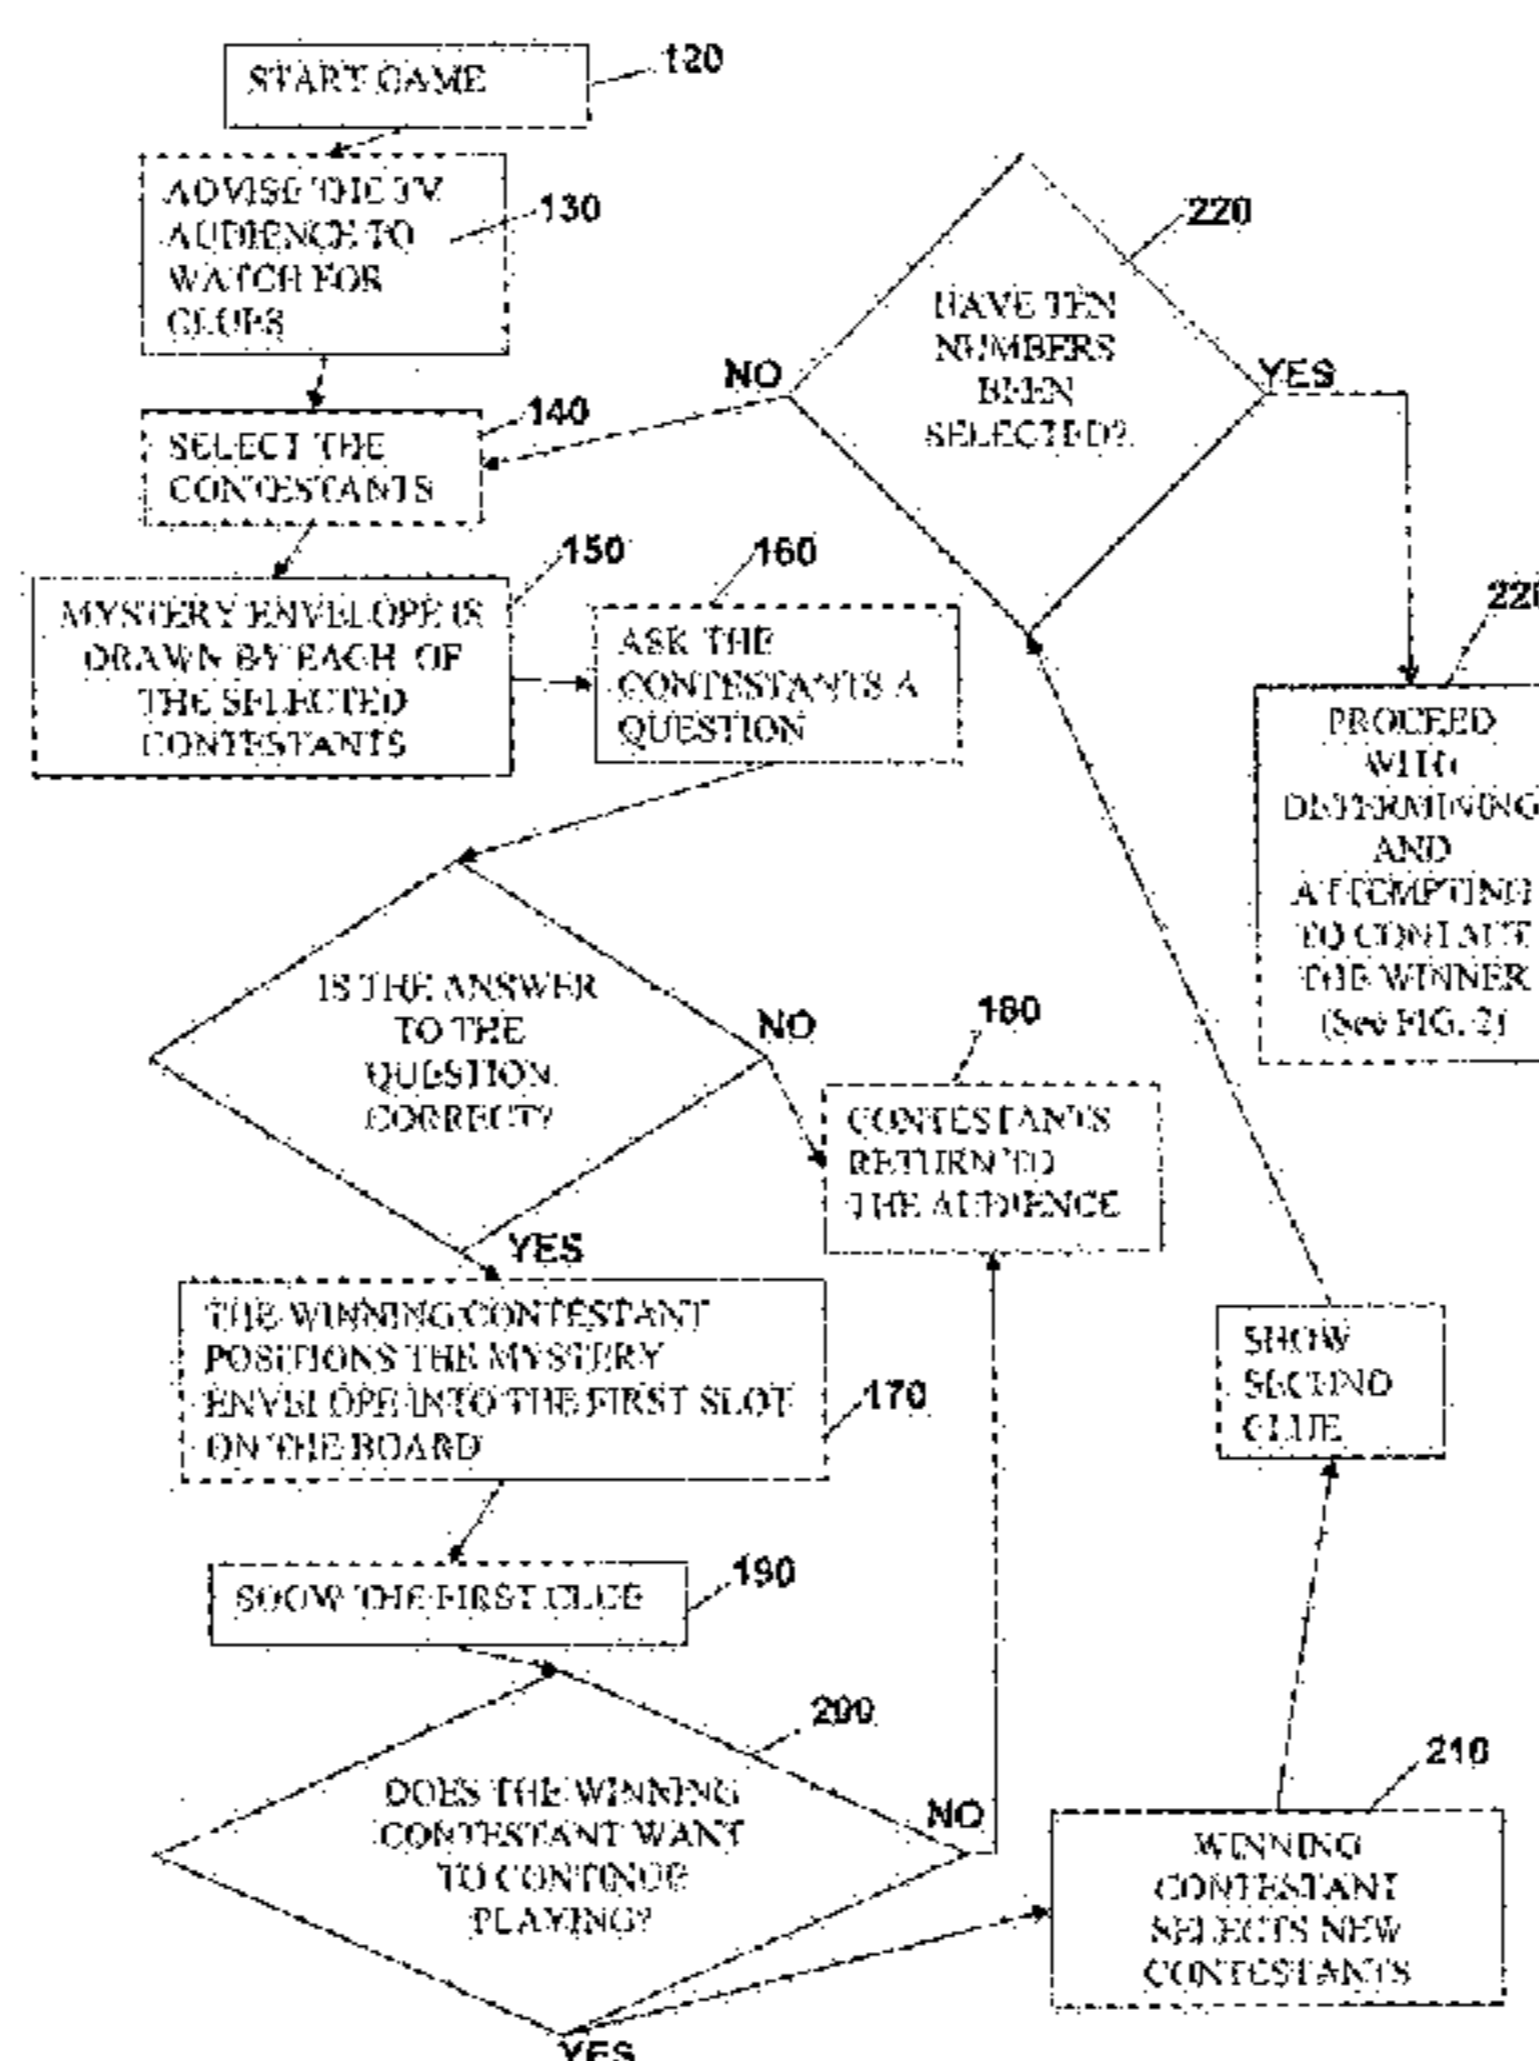 START GAME
120
ADVISE THE TV
AUDIENCE TO
WATCH FOR
CLUES
130
220
HAVE TEN
NUMBERS
BEEN
SELECTED?
NO
YES
140
SELECT THE
CONTESTANTS
150
MYSTERY ENVELOPE IS
DRAWN BY EACH OF
THE SELECTED
CONTESTANTS
160
ASK THE
CONTESTANTS A
QUESTION
220
PROCEED
WITH
DETERMINING
AND
ATTEMPTING
TO CONTACT
THE WINNER
(See FIG. 2)
IS THE ANSWER
TO THE
QUESTION
CORRECT?
NO
YES
180
CONTESTANTS
RETURN TO
THE AUDIENCE
THE WINNING CONTESTANT
POSITIONS THE MYSTERY
ENVELOPE INTO THE FIRST SLOT
ON THE BOARD
170
SHOW
SECOND
CLUE
SHOW THE FIRST CLUE
190
200
DOES THE WINNING
CONTESTANT WANT
TO CONTINUE
PLAYING?
NO
YES
210
WINNING
CONTESTANT
SELECTS NEW
CONTESTANTS